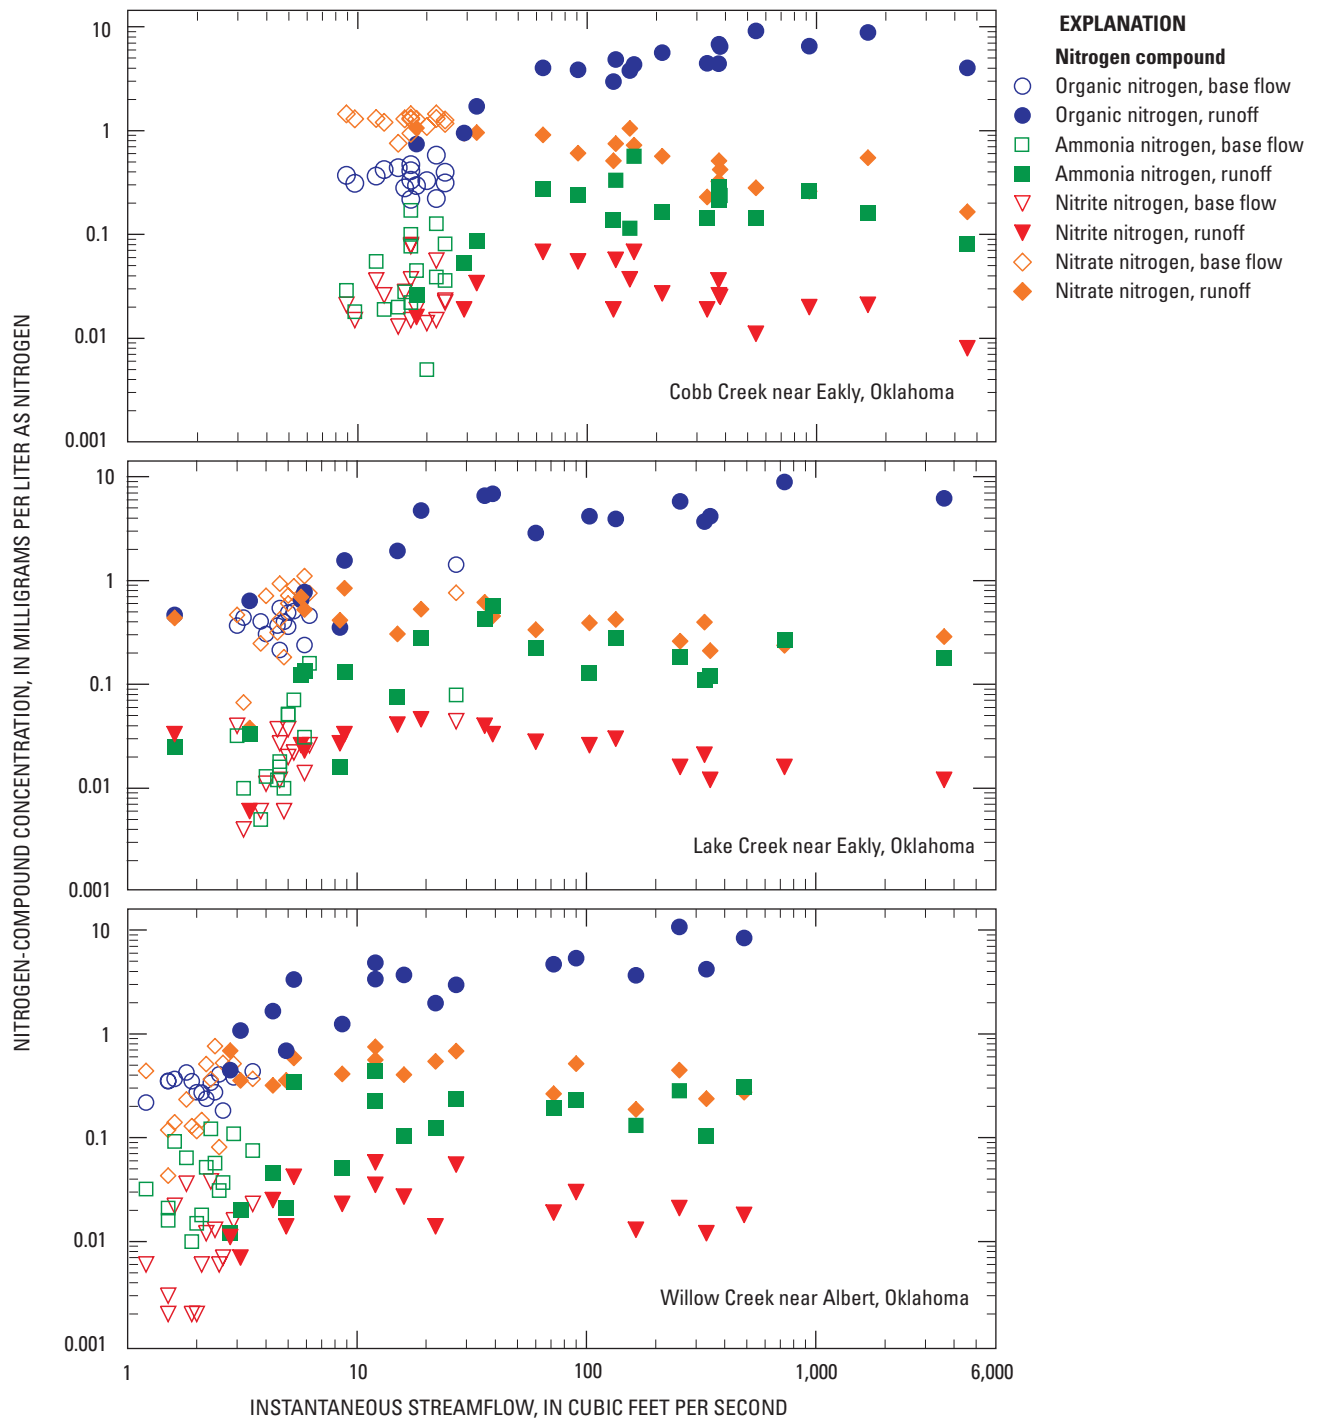 EXPLANATION
Nitrogen compound
Organic nitrogen, base flow
Organic nitrogen, runoff
Ammonia nitrogen, base flow
Ammonia nitrogen, runoff
Nitrite nitrogen, base flow
Nitrite nitrogen, runoff
Nitrate nitrogen, base flow
Nitrate nitrogen, runoff
NITROGEN-COMPOUND CONCENTRATION, IN MILLIGRAMS PER LITER AS NITROGEN
10
1
0.1
0.01
0.001
Cobb Creek near Eakly, Oklahoma
10
1
0.1
0.01
0.001
Lake Creek near Eakly, Oklahoma
10
1
0.1
0.01
0.001
Willow Creek near Albert, Oklahoma
1 10 100 1,000 6,000
INSTANTANEOUS STREAMFLOW, IN CUBIC FEET PER SECOND